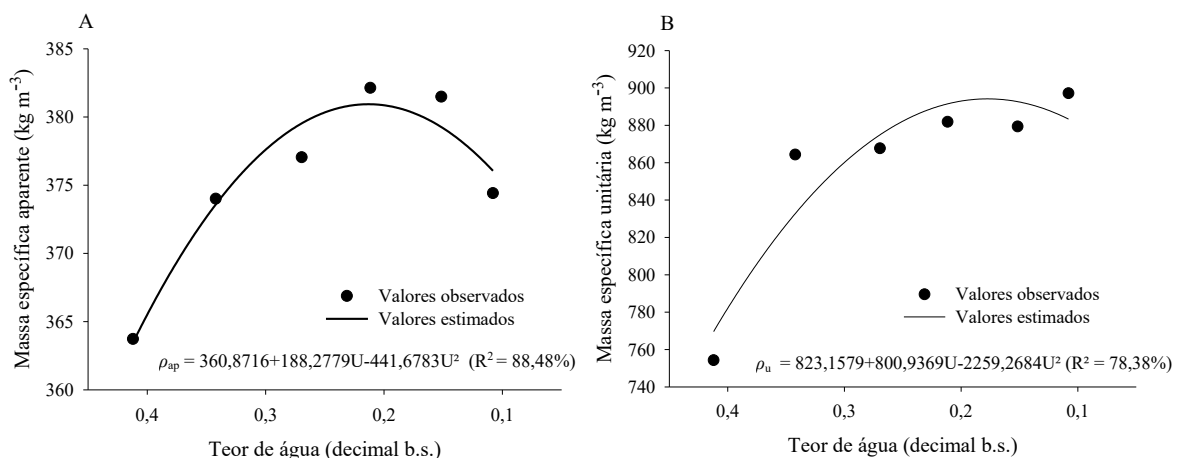 A
Massa específica aparente (kg m⁻³)
385
380
375
370
365
360
Valores observados
Valores estimados
ρap = 360,8716+188,2779U-441,6783U² (R² = 88,48%)
0,4 0,3 0,2 0,1
Teor de água (decimal b.s.)
B
Massa específica unitária (kg m⁻³)
920
900
880
860
840
820
800
780
760
740
Valores observados
Valores estimados
ρu = 823,1579+800,9369U-2259,2684U² (R² = 78,38%)
0,4 0,3 0,2 0,1
Teor de água (decimal b.s.)